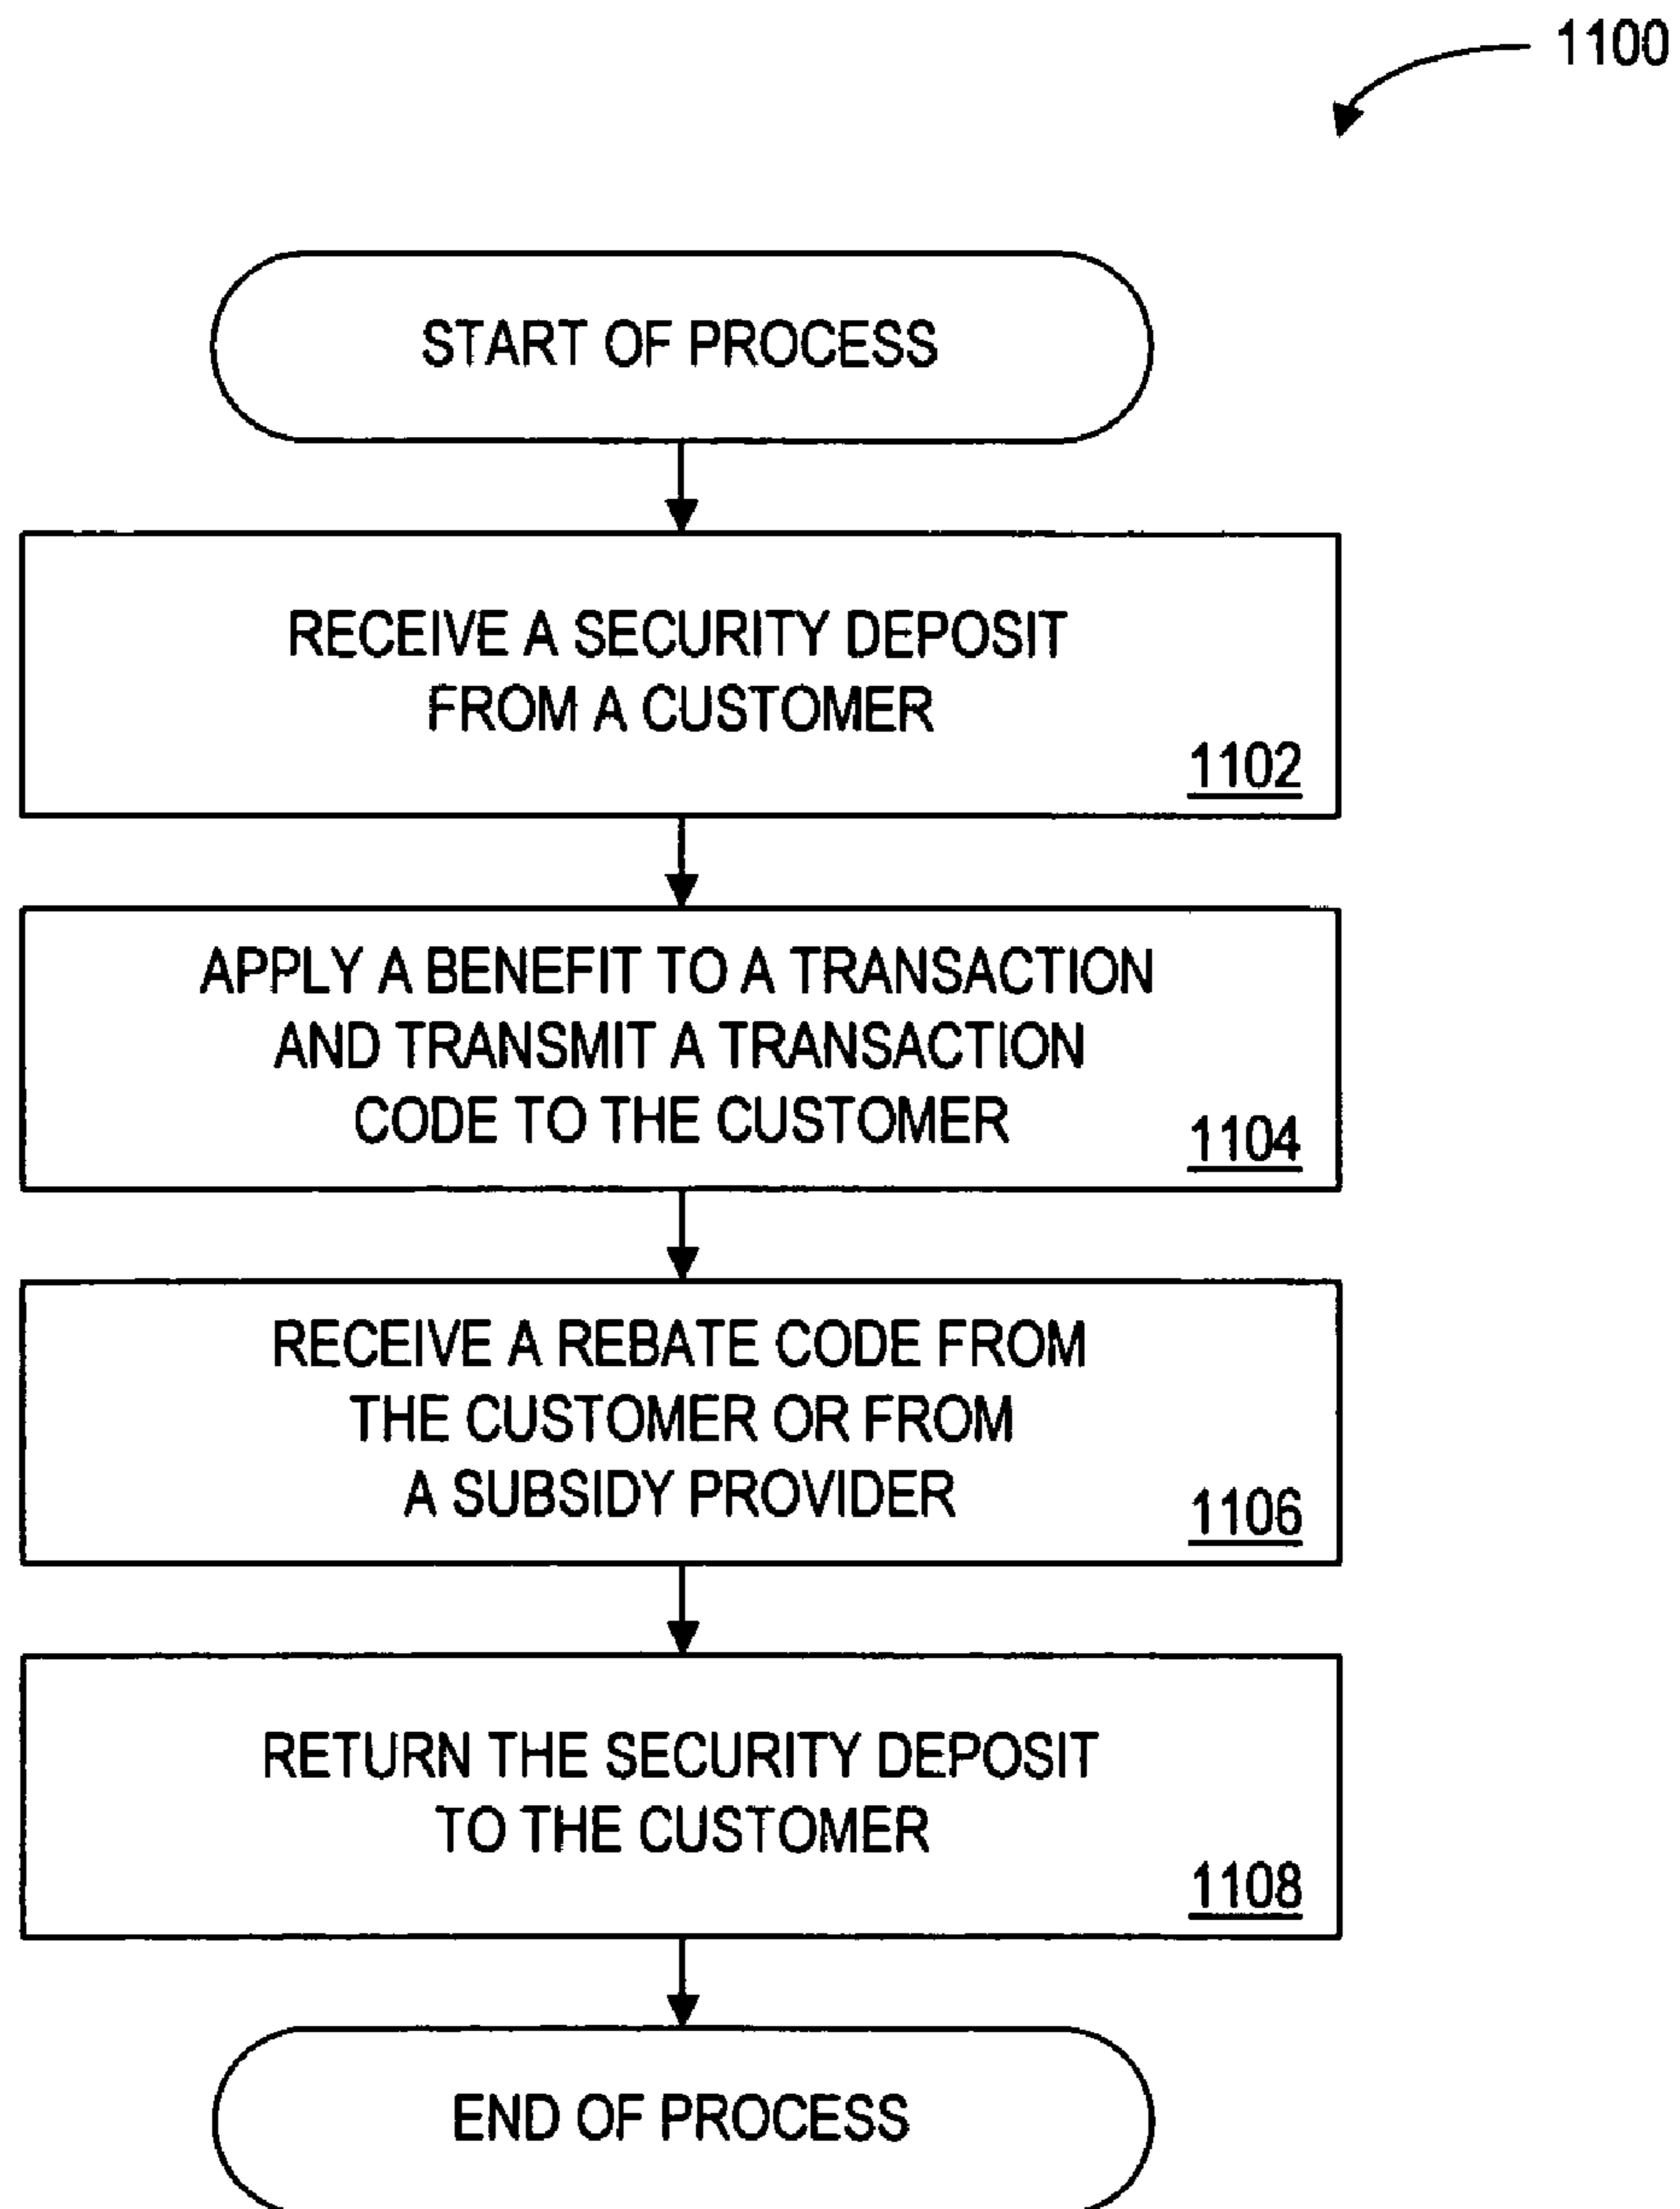 1100
START OF PROCESS
RECEIVE A SECURITY DEPOSIT
FROM A CUSTOMER
1102
APPLY A BENEFIT TO A TRANSACTION
AND TRANSMIT A TRANSACTION
CODE TO THE CUSTOMER
1104
RECEIVE A REBATE CODE FROM
THE CUSTOMER OR FROM
A SUBSIDY PROVIDER
1106
RETURN THE SECURITY DEPOSIT
TO THE CUSTOMER
1108
END OF PROCESS